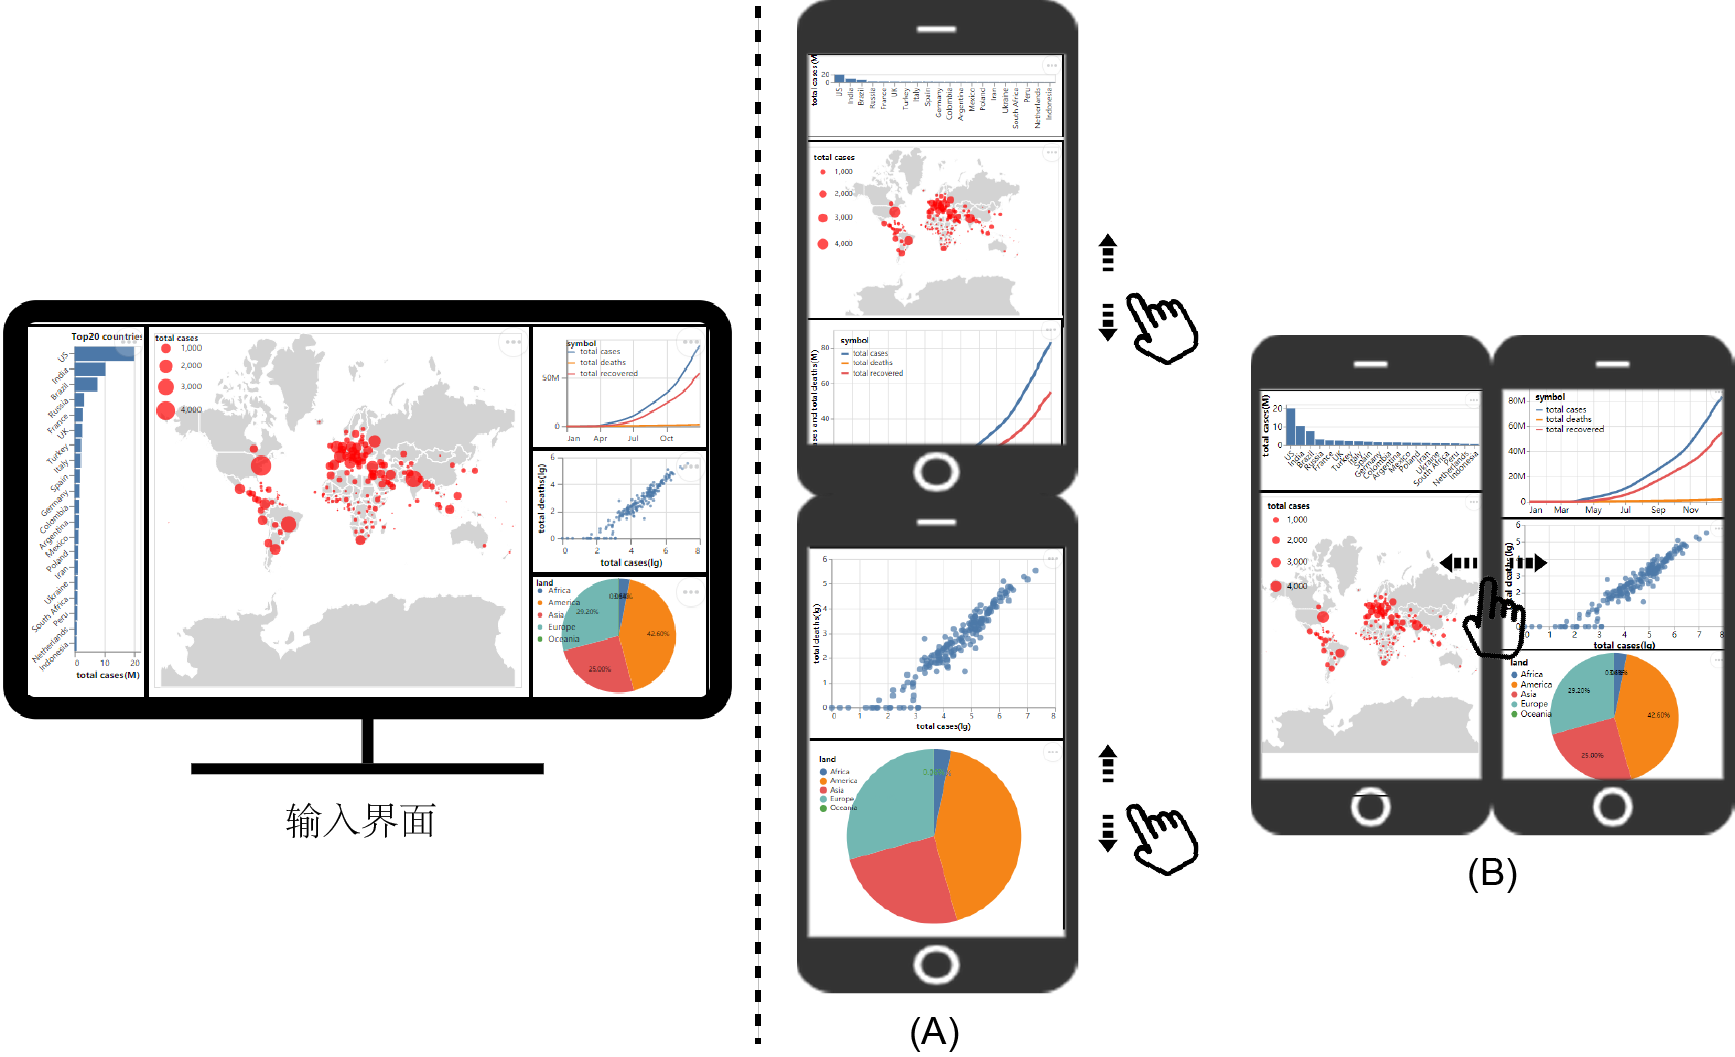 Top20 countries
US
India
Brazil
Russia
France
UK
Turkey
Italy
Spain
Germany
Colombia
Argentina
Mexico
Poland
Iran
Ukraine
South Africa
Peru
Netherlands
Indonesia
0 10 20
total cases(M)
total cases
1,000
2,000
3,000
4,000
symbol
total cases
total deaths
total recovered
50M
0
Jan Apr Jul Oct
total deaths(lg)
6
4
2
0
0 2 4 6 8
total cases(lg)
land
Africa
America
Asia
Europe
Oceania
29.20%
42.60%
25.00%
输入界面
total cases(M
20
0
US
India
Brazil
Russia
France
UK
Turkey
Italy
Spain
Germany
Colombia
Argentina
Mexico
Poland
Iran
Ukraine
South Africa
Peru
Netherlands
Indonesia
total cases
1,000
2,000
3,000
4,000
symbol
total cases
total deaths
total recovered
80
60
40
ses and total deaths(M)
total deaths(lg)
6
5
4
3
2
1
0
0 1 2 3 4 5 6 7 8
total cases(lg)
land
Africa
America
Asia
Europe
Oceania
(A)
total cases(M)
20
10
0
US
India
Brazil
Russia
France
UK
Turkey
Italy
Spain
Germany
Colombia
Argentina
Mexico
Poland
Iran
Ukraine
South Africa
Peru
Netherlands
Indonesia
total cases
1,000
2,000
3,000
4,000
80M
60M
40M
20M
0
symbol
total cases
total deaths
total recovered
Jan Mar May Jul Sep Nov
6
5
4
3
2
1
0
0 1 2 3 4 5 6 7 8
total cases(lg)
land
Africa
America
Asia
Europe
Oceania
29.20%
42.60%
25.00%
(B)